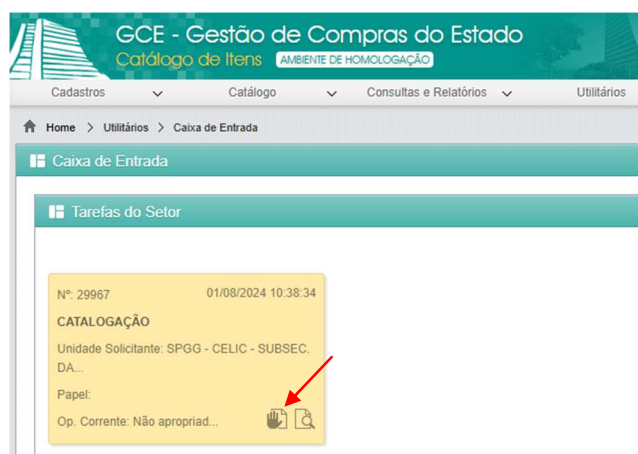 GCE - Gestão de Compras do Estado
Catálogo de Itens AMBIENTE DE HOMOLOGAÇÃO
Cadastros Catálogo Consultas e Relatórios Utilitários
Home > Utilitários > Caixa de Entrada
Caixa de Entrada
Tarefas do Setor
Nº: 29967 01/08/2024 10:38:34
CATALOGAÇÃO
Unidade Solicitante: SPGG - CELIC - SUBSEC.
DA...
Papel:
Op. Corrente: Não apropriad...